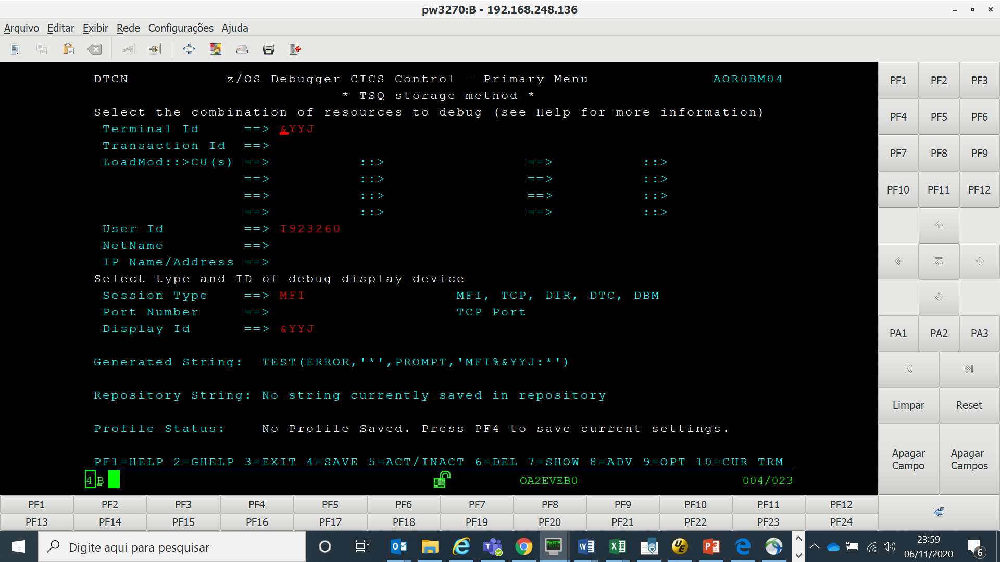 pw3270:B - 192.168.248.136
Arquivo Editar Exibir Rede Configurações Ajuda
DTCN z/OS Debugger CICS Control - Primary Menu AOR0BM04
* TSQ storage method *
Select the combination of resources to debug (see Help for more information)
Terminal Id ==> &YYJ
Transaction Id ==>
LoadMod::>CU(s) ==> ::> ==> ::>
==> ::> ==> ::>
==> ::> ==> ::>
==> ::> ==> ::>
User Id ==> I923260
NetName ==>
IP Name/Address ==>
Select type and ID of debug display device
Session Type ==> MFI MFI, TCP, DIR, DTC, DBM
Port Number ==> TCP Port
Display Id ==> &YYJ
Generated String: TEST(ERROR,'*',PROMPT,'MFI%&YYJ:*')
Repository String: No string currently saved in repository
Profile Status: No Profile Saved. Press PF4 to save current settings.
PF1=HELP 2=GHELP 3=EXIT 4=SAVE 5=ACT/INACT 6=DEL 7=SHOW 8=ADV 9=OPT 10=CUR TRM
4 B OA2EVEB0 004/023
PF1 PF2 PF3
PF4 PF5 PF6
PF7 PF8 PF9
PF10 PF11 PF12
PA1 PA2 PA3
Limpar Reset
Apagar Campo Apagar Campos
PF1 PF2 PF3 PF4 PF5 PF6 PF7 PF8 PF9 PF10 PF11 PF12
PF13 PF14 PF15 PF16 PF17 PF18 PF19 PF20 PF21 PF22 PF23 PF24
Digite aqui para pesquisar
PW3270
23:59
06/11/2020
6